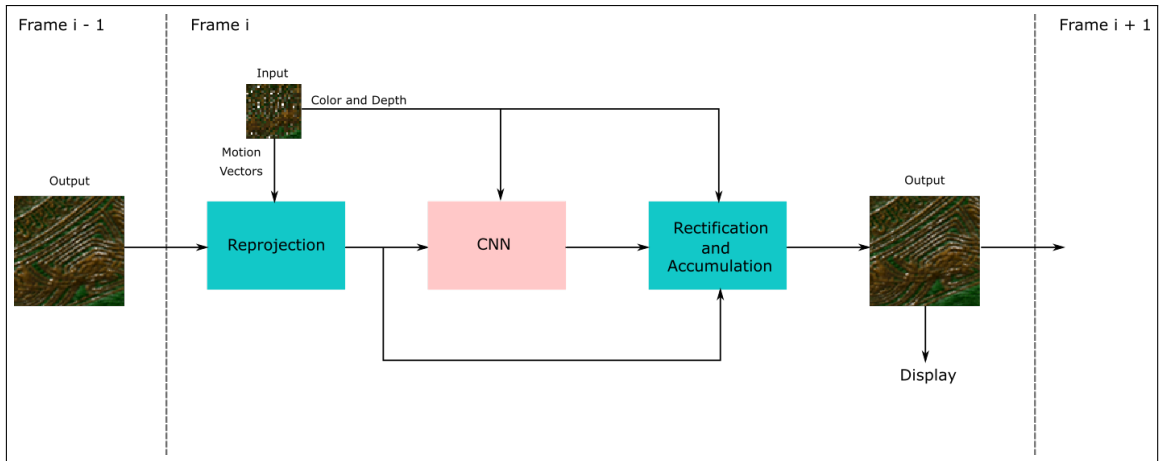 Frame i - 1
Frame i
Frame i + 1
Input
Color and Depth
Motion
Vectors
Output
Output
Reprojection
CNN
Rectification
and
Accumulation
Display